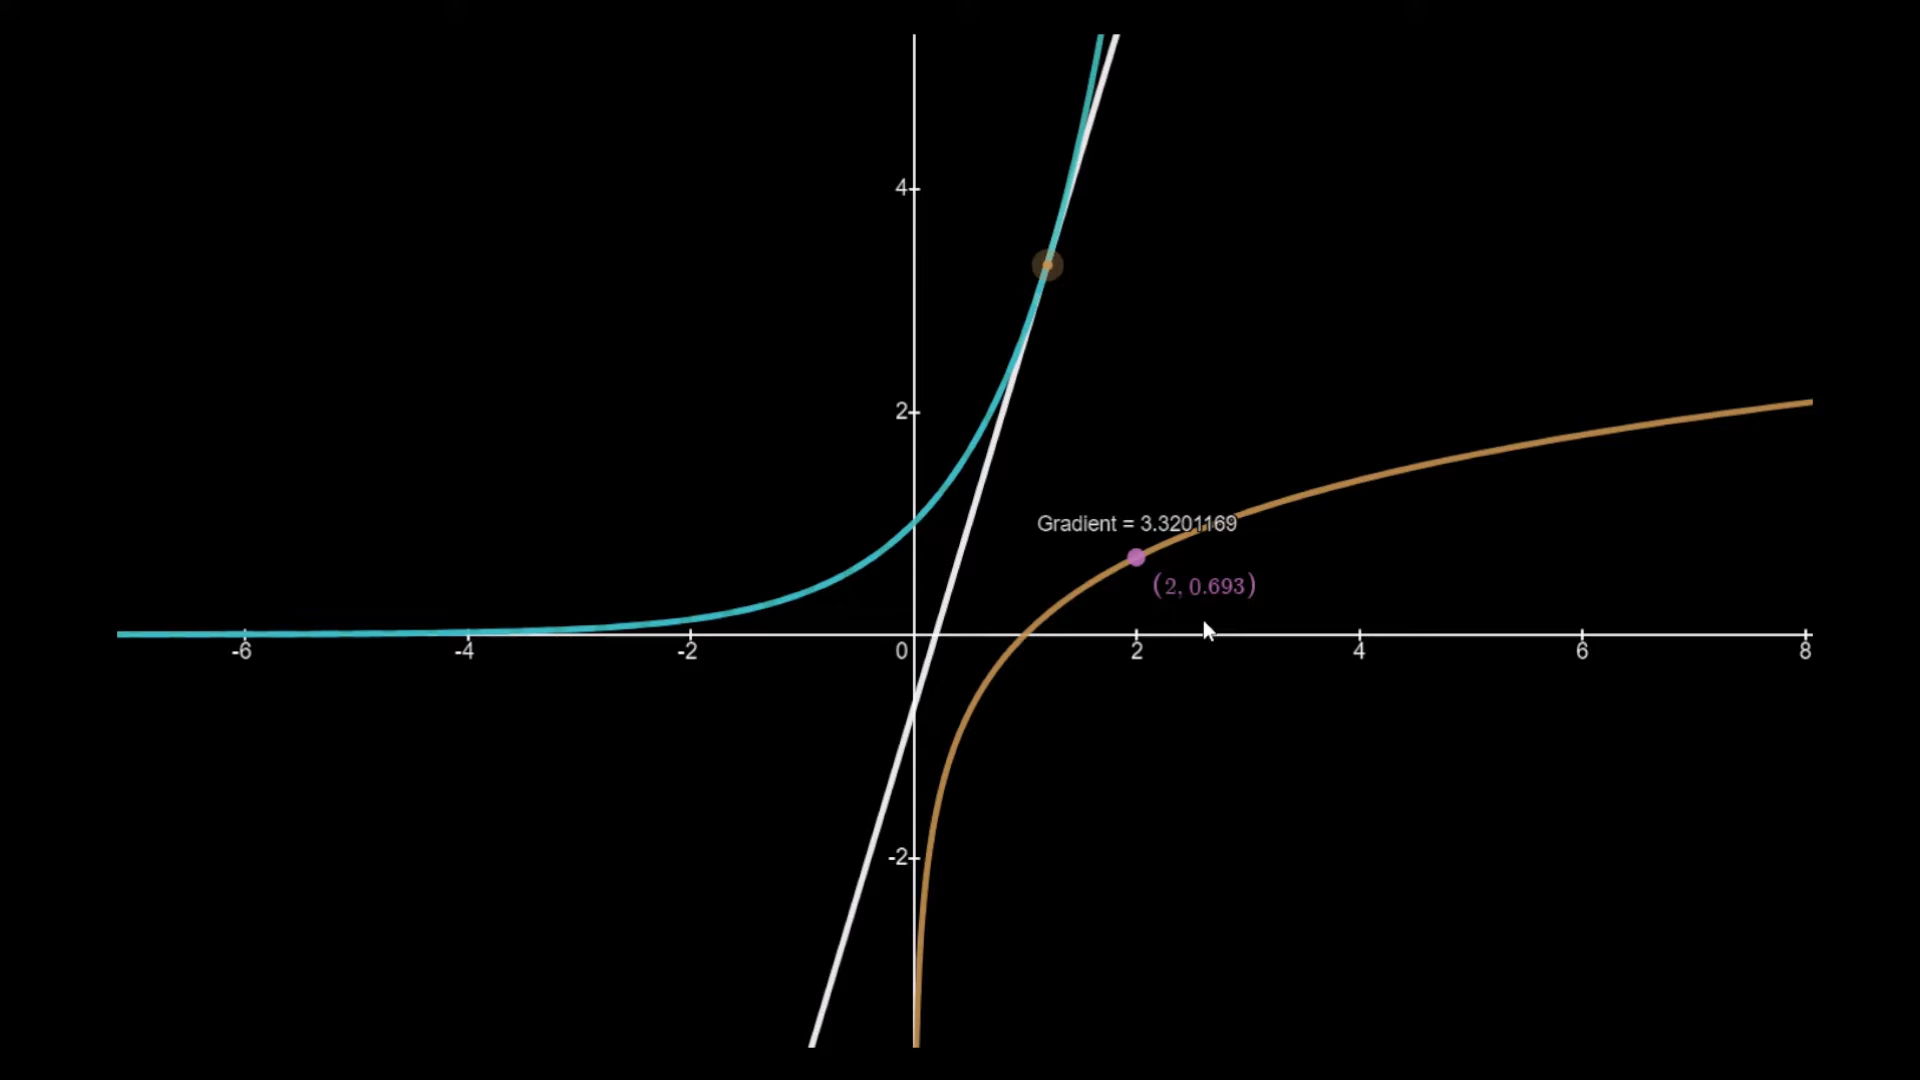 4
2
Gradient = 3.3201169
(2, 0.693)
-6 -4 -2 0 2 4 6 8
-2